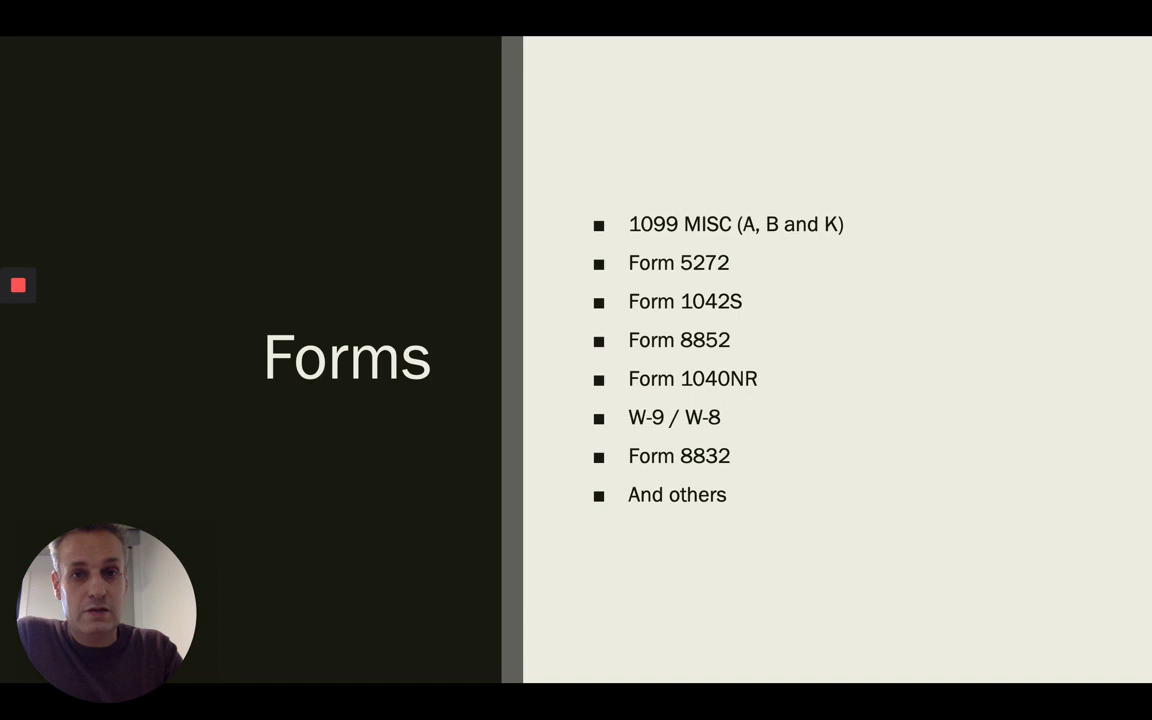 Forms
1099 MISC (A, B and K)
Form 5272
Form 1042S
Form 8852
Form 1040NR
W-9 / W-8
Form 8832
And others